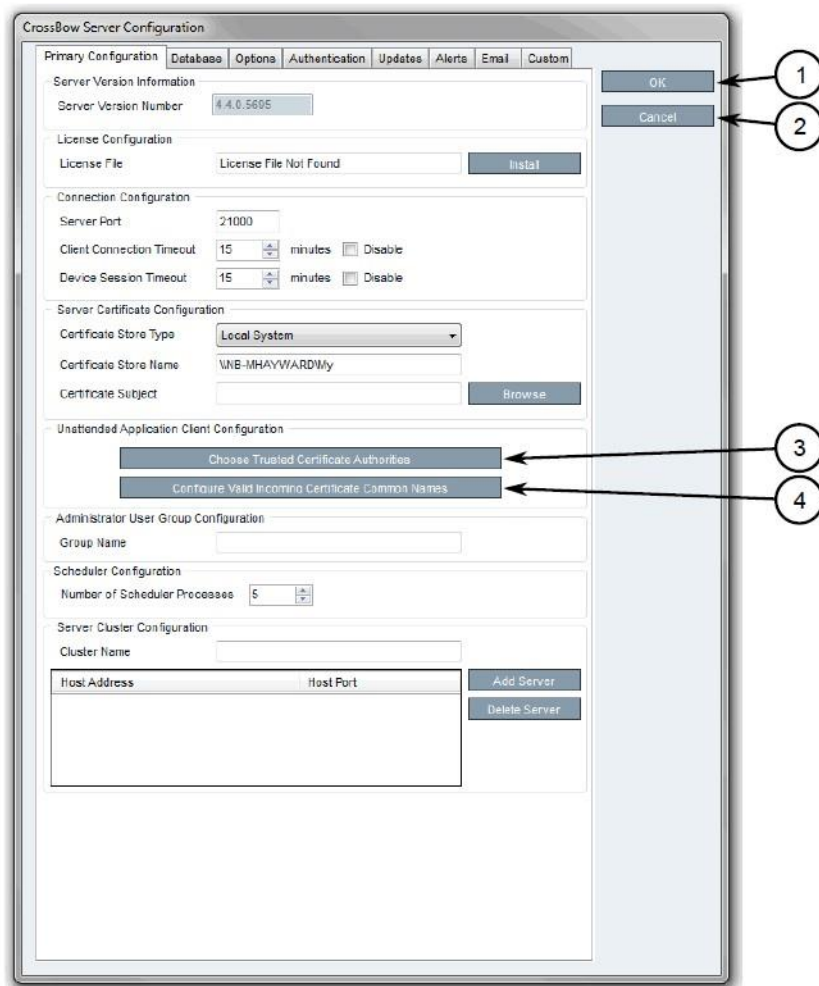 CrossBow Server Configuration
Primary Configuration Database Options Authentication Updates Alerts Email Custom
Server Version Information
Server Version Number 4.4.0.5695
License Configuration
License File License File Not Found Install
Connection Configuration
Server Port 21000
Client Connection Timeout 15 minutes Disable
Device Session Timeout 15 minutes Disable
Server Certificate Configuration
Certificate Store Type Local System
Certificate Store Name \\NB-MHAYWARD\My
Certificate Subject Browse
Unattended Application Client Configuration
Choose Trusted Certificate Authorities
Configure Valid Incoming Certificate Common Names
Administrator User Group Configuration
Group Name
Scheduler Configuration
Number of Scheduler Processes 5
Server Cluster Configuration
Cluster Name
Host Address Host Port Add Server
Delete Server
OK 1
Cancel 2
3
4